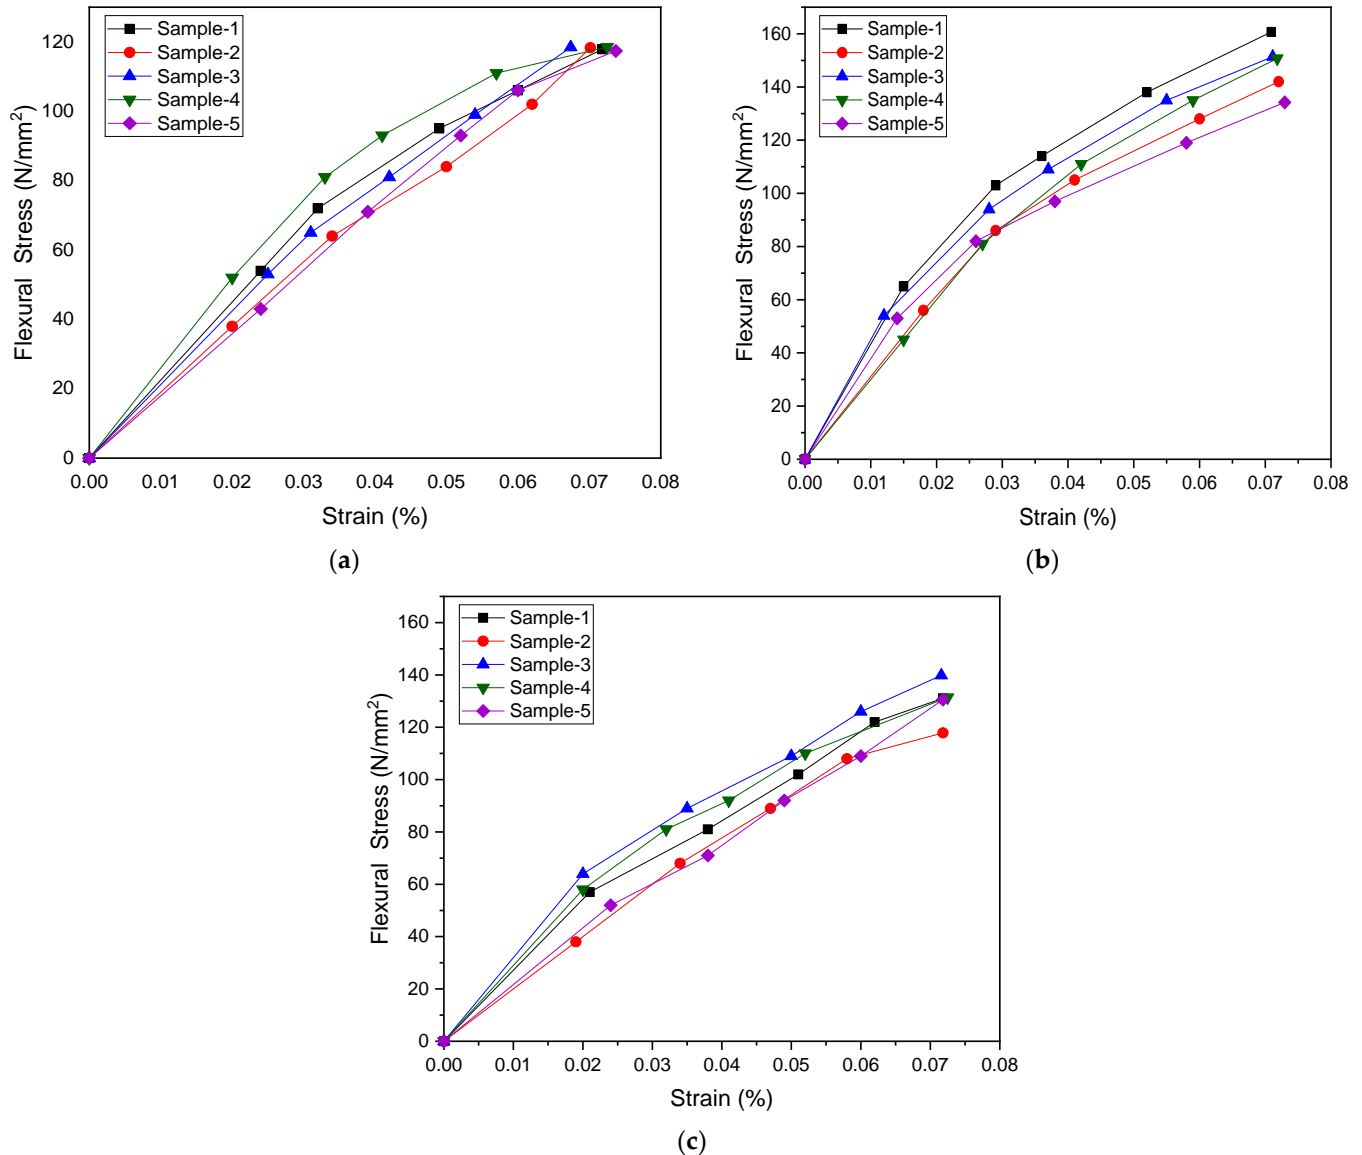 Sample-1
Sample-2
Sample-3
Sample-4
Sample-5
120
100
80
60
40
20
0
Flexural Stress (N/mm²)
0.00 0.01 0.02 0.03 0.04 0.05 0.06 0.07 0.08
Strain (%)
(a)
Sample-1
Sample-2
Sample-3
Sample-4
Sample-5
160
140
120
100
80
60
40
20
0
Flexural Stress (N/mm²)
0.00 0.01 0.02 0.03 0.04 0.05 0.06 0.07 0.08
Strain (%)
(b)
Sample-1
Sample-2
Sample-3
Sample-4
Sample-5
160
140
120
100
80
60
40
20
0
Flexural Stress (N/mm²)
0.00 0.01 0.02 0.03 0.04 0.05 0.06 0.07 0.08
Strain (%)
(c)